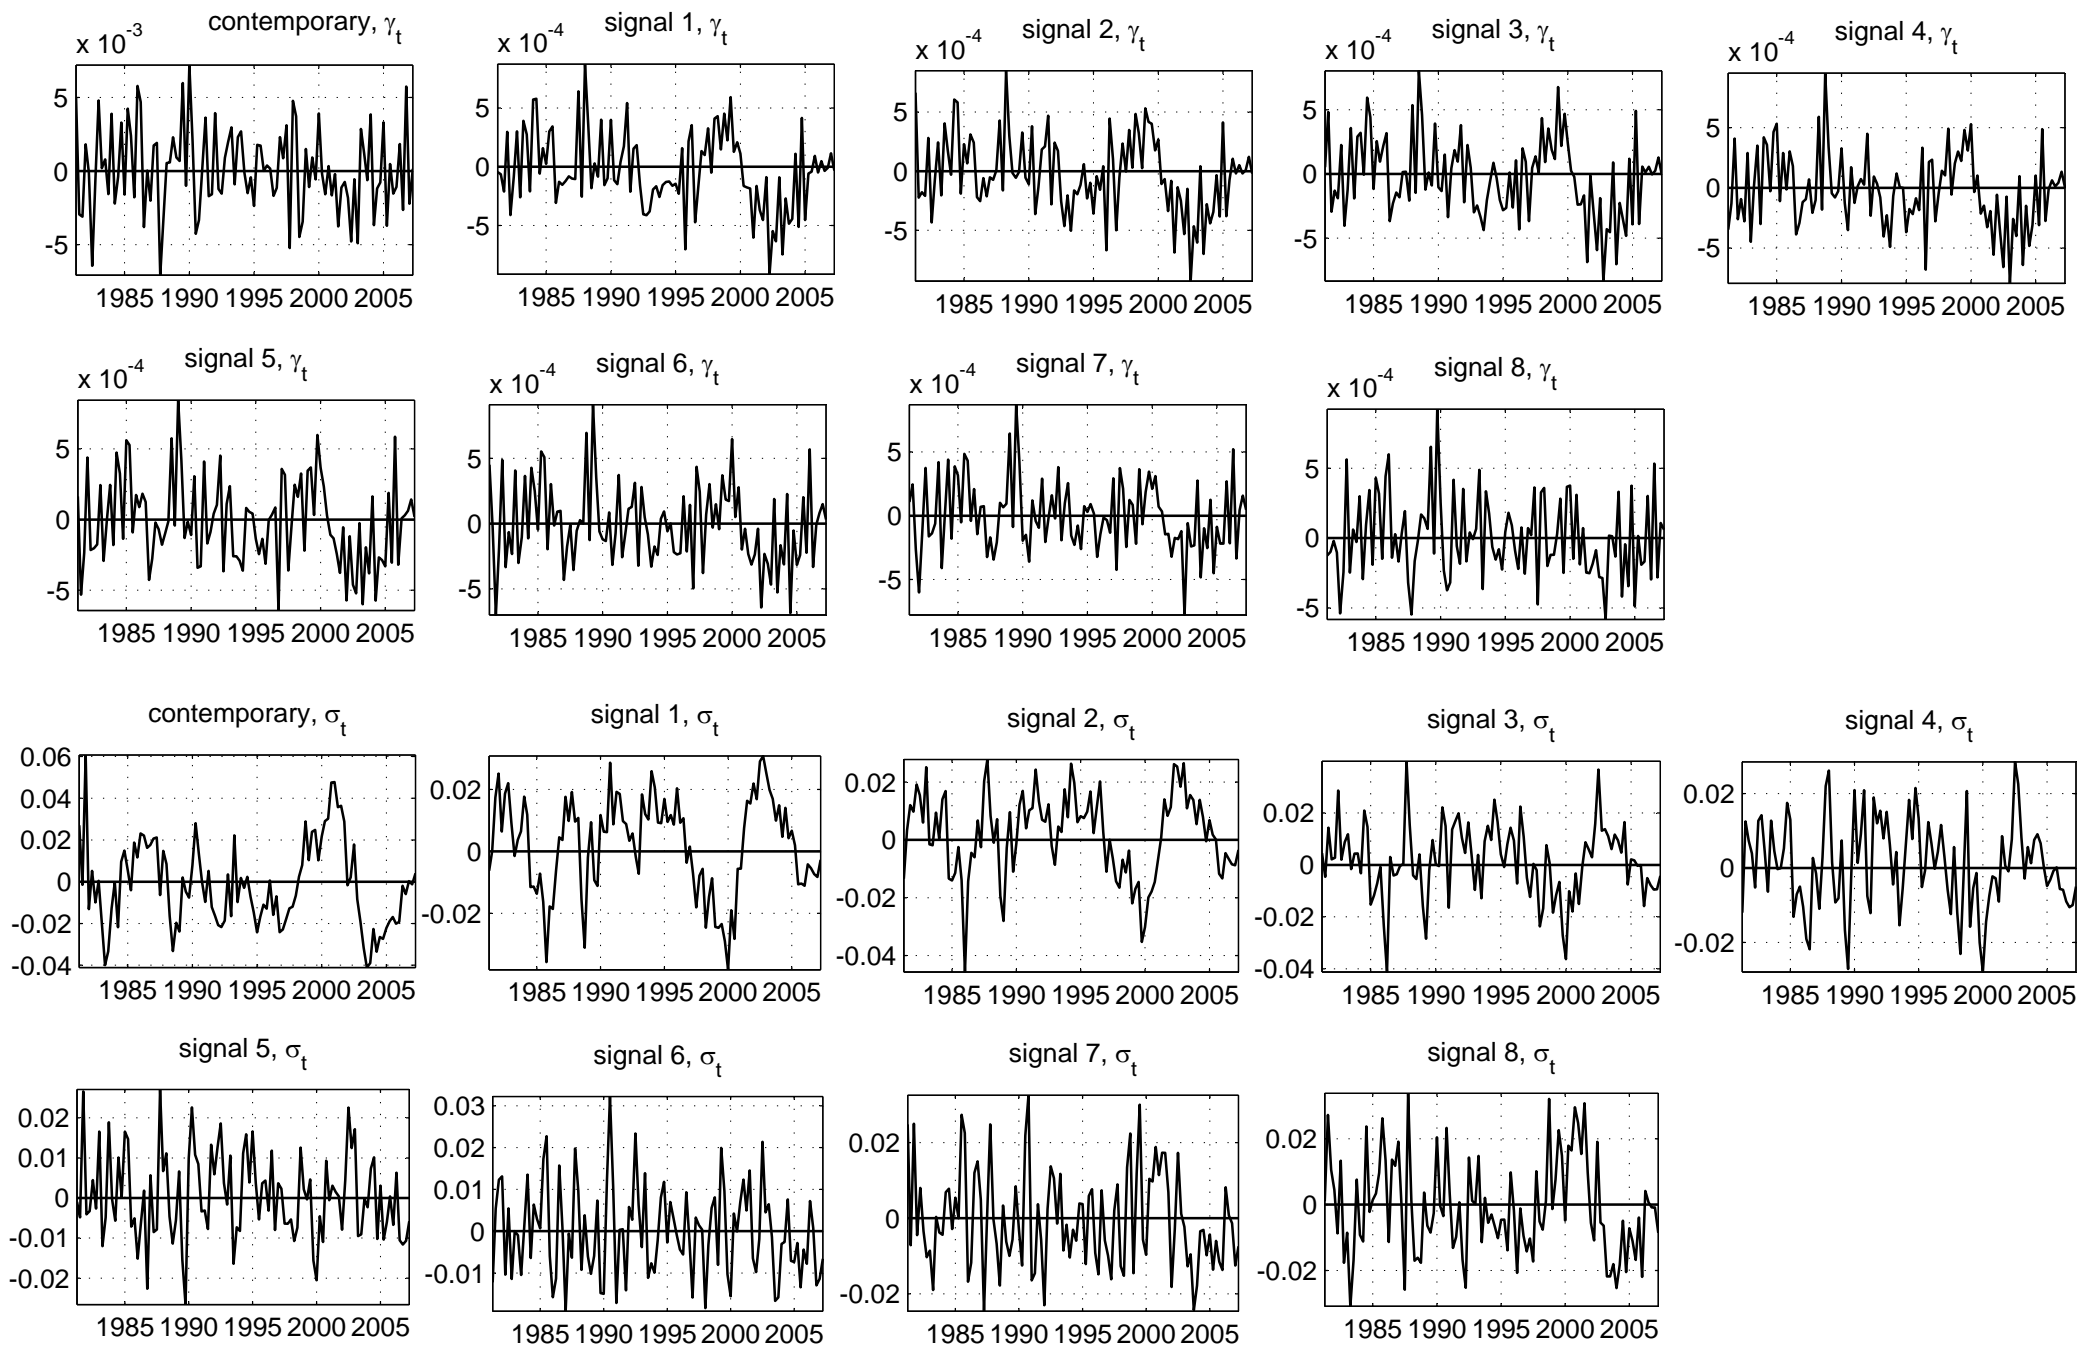 contemporary, γt
x 10-3
5
0
-5
1985 1990 1995 2000 2005
signal 1, γt
x 10-4
5
0
-5
1985 1990 1995 2000 2005
signal 2, γt
x 10-4
5
0
-5
1985 1990 1995 2000 2005
signal 3, γt
x 10-4
5
0
-5
1985 1990 1995 2000 2005
signal 4, γt
x 10-4
5
0
-5
1985 1990 1995 2000 2005
signal 5, γt
x 10-4
5
0
-5
1985 1990 1995 2000 2005
signal 6, γt
x 10-4
5
0
-5
1985 1990 1995 2000 2005
signal 7, γt
x 10-4
5
0
-5
1985 1990 1995 2000 2005
signal 8, γt
x 10-4
5
0
-5
1985 1990 1995 2000 2005
contemporary, σt
0.06
0.04
0.02
0
-0.02
-0.04
1985 1990 1995 2000 2005
signal 1, σt
0.02
0
-0.02
1985 1990 1995 2000 2005
signal 2, σt
0.02
0
-0.02
-0.04
1985 1990 1995 2000 2005
signal 3, σt
0.02
0
-0.02
-0.04
1985 1990 1995 2000 2005
signal 4, σt
0.02
0
-0.02
1985 1990 1995 2000 2005
signal 5, σt
0.02
0.01
0
-0.01
-0.02
1985 1990 1995 2000 2005
signal 6, σt
0.03
0.02
0.01
0
-0.01
1985 1990 1995 2000 2005
signal 7, σt
0.02
0
-0.02
1985 1990 1995 2000 2005
signal 8, σt
0.02
0
-0.02
1985 1990 1995 2000 2005